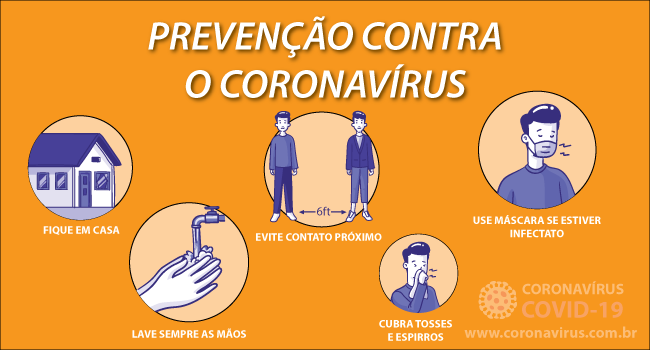 PREVENÇÃO CONTRA
O CORONAVÍRUS
FIQUE EM CASA
LAVE SEMPRE AS MÃOS
6ft
EVITE CONTATO PRÓXIMO
CUBRA TOSSES
E ESPIRROS
USE MÁSCARA SE ESTIVER
INFECTATO
CORONAVÍRUS
COVID-19
www.coronavírus.com.br